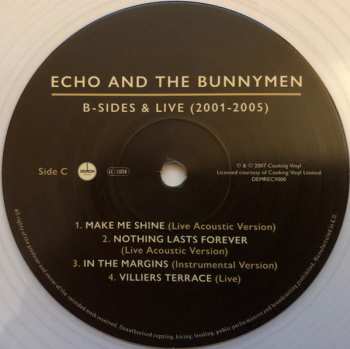 ECHO AND THE BUNNYMEN
B-SIDES & LIVE (2001-2005)
Side C
℗ & © 2007 Cooking Vinyl
Licensed courtesy of Cooking Vinyl Limited
1. MAKE ME SHINE (Live Acoustic Version)
2. NOTHING LASTS FOREVER
(Live Acoustic Version)
3. IN THE MARGINS (Instrumental Version)
4. VILLIERS TERRACE (Live)